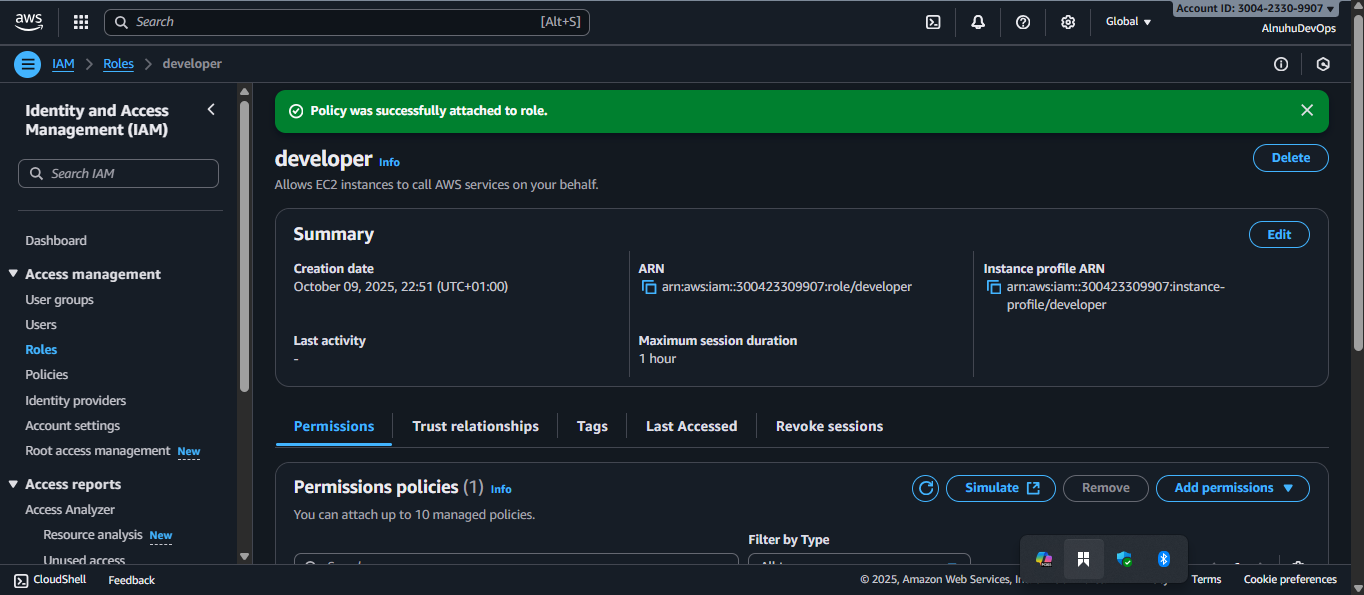 Account ID: 3004-2330-9907
aws
Search
[Alt+S]
Global
AlnuhuDevOps
IAM
Roles
developer
Identity and Access
Management (IAM)
Search IAM
Dashboard
Access management
User groups
Users
Roles
Policies
Identity providers
Account settings
Root access management New
Access reports
Access Analyzer
Resource analysis New
Unused access
Policy was successfully attached to role.
developer Info
Delete
Allows EC2 instances to call AWS services on your behalf.
Summary
Edit
Creation date
October 09, 2025, 22:51 (UTC+01:00)
ARN
arn:aws:iam::300423309907:role/developer
Instance profile ARN
arn:aws:iam::300423309907:instance-
profile/developer
Last activity
-
Maximum session duration
1 hour
Permissions
Trust relationships
Tags
Last Accessed
Revoke sessions
Permissions policies (1) Info
Simulate
Remove
Add permissions
You can attach up to 10 managed policies.
Filter by Type
CloudShell
Feedback
© 2025, Amazon Web Services,
Terms
Cookie preferences